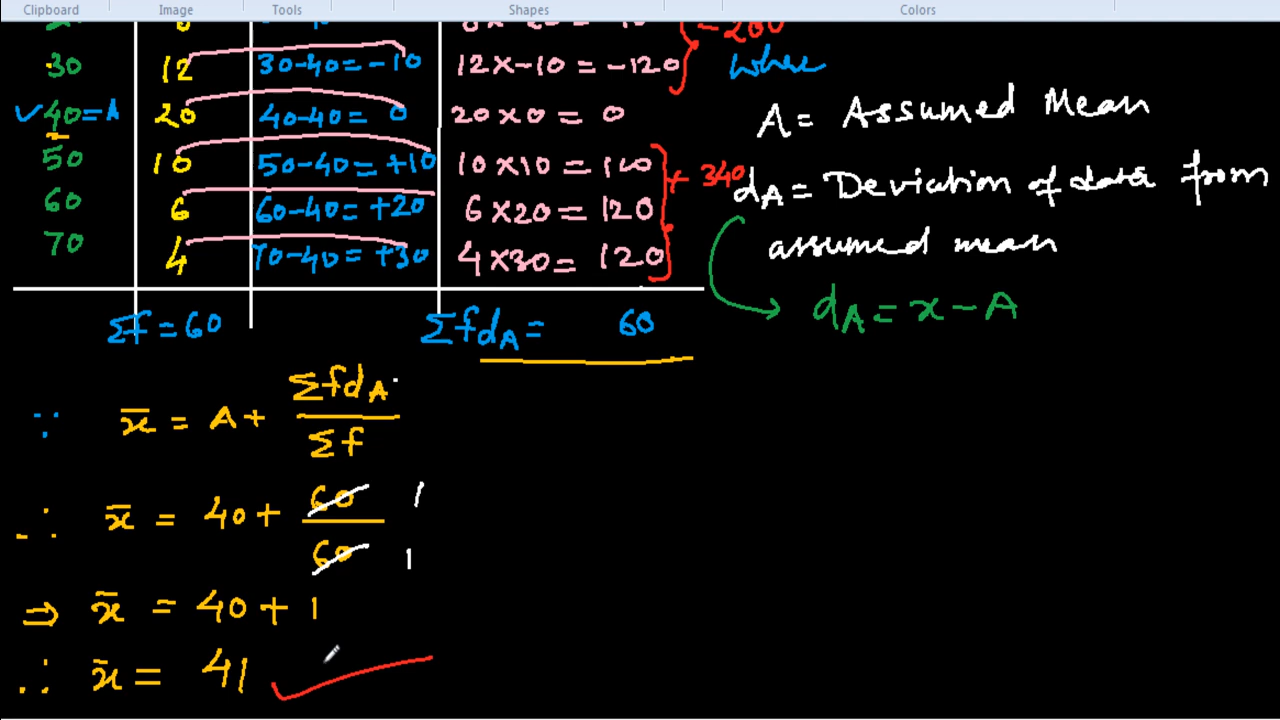 Clipboard Image Tools Shapes Colors
30 12 30-40=-10 12×-10=-120 where
40=A 20 40-40= 0 20×0= 0 A= Assumed Mean
50 10 50-40=+10 10×10=100 + 340 dA= Deviation of data from
60 6 60-40=+20 6×20=120 assumed mean
70 4 70-40=+30 4×30=120
dA=x-A
Σf=60 ΣfdA= 60
∵ x̄ = A+ ΣfdA/Σf
∴ x̄ = 40+ 60/60 1 1
⇒ x̄ = 40+1
∴ x̄ = 41